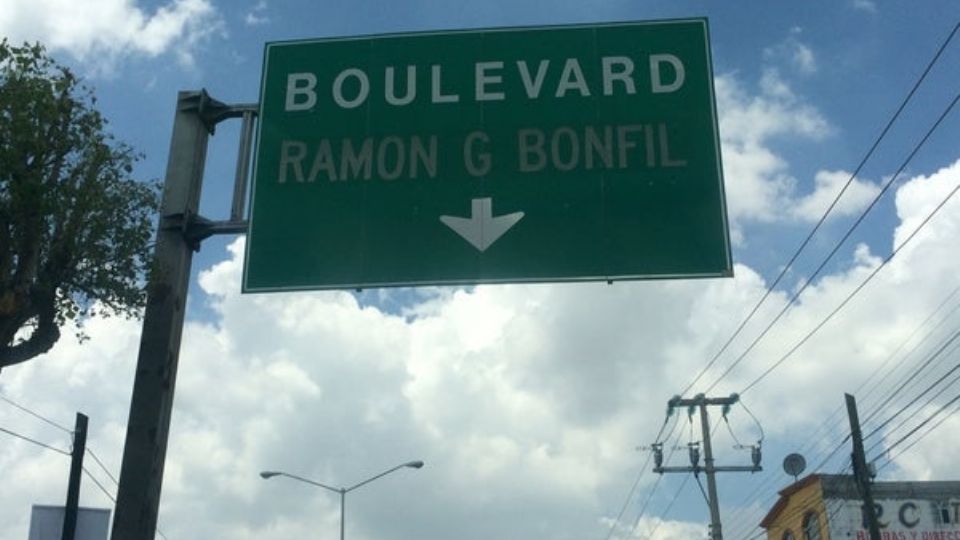 BOULEVARD
RAMON G BONFIL
R C